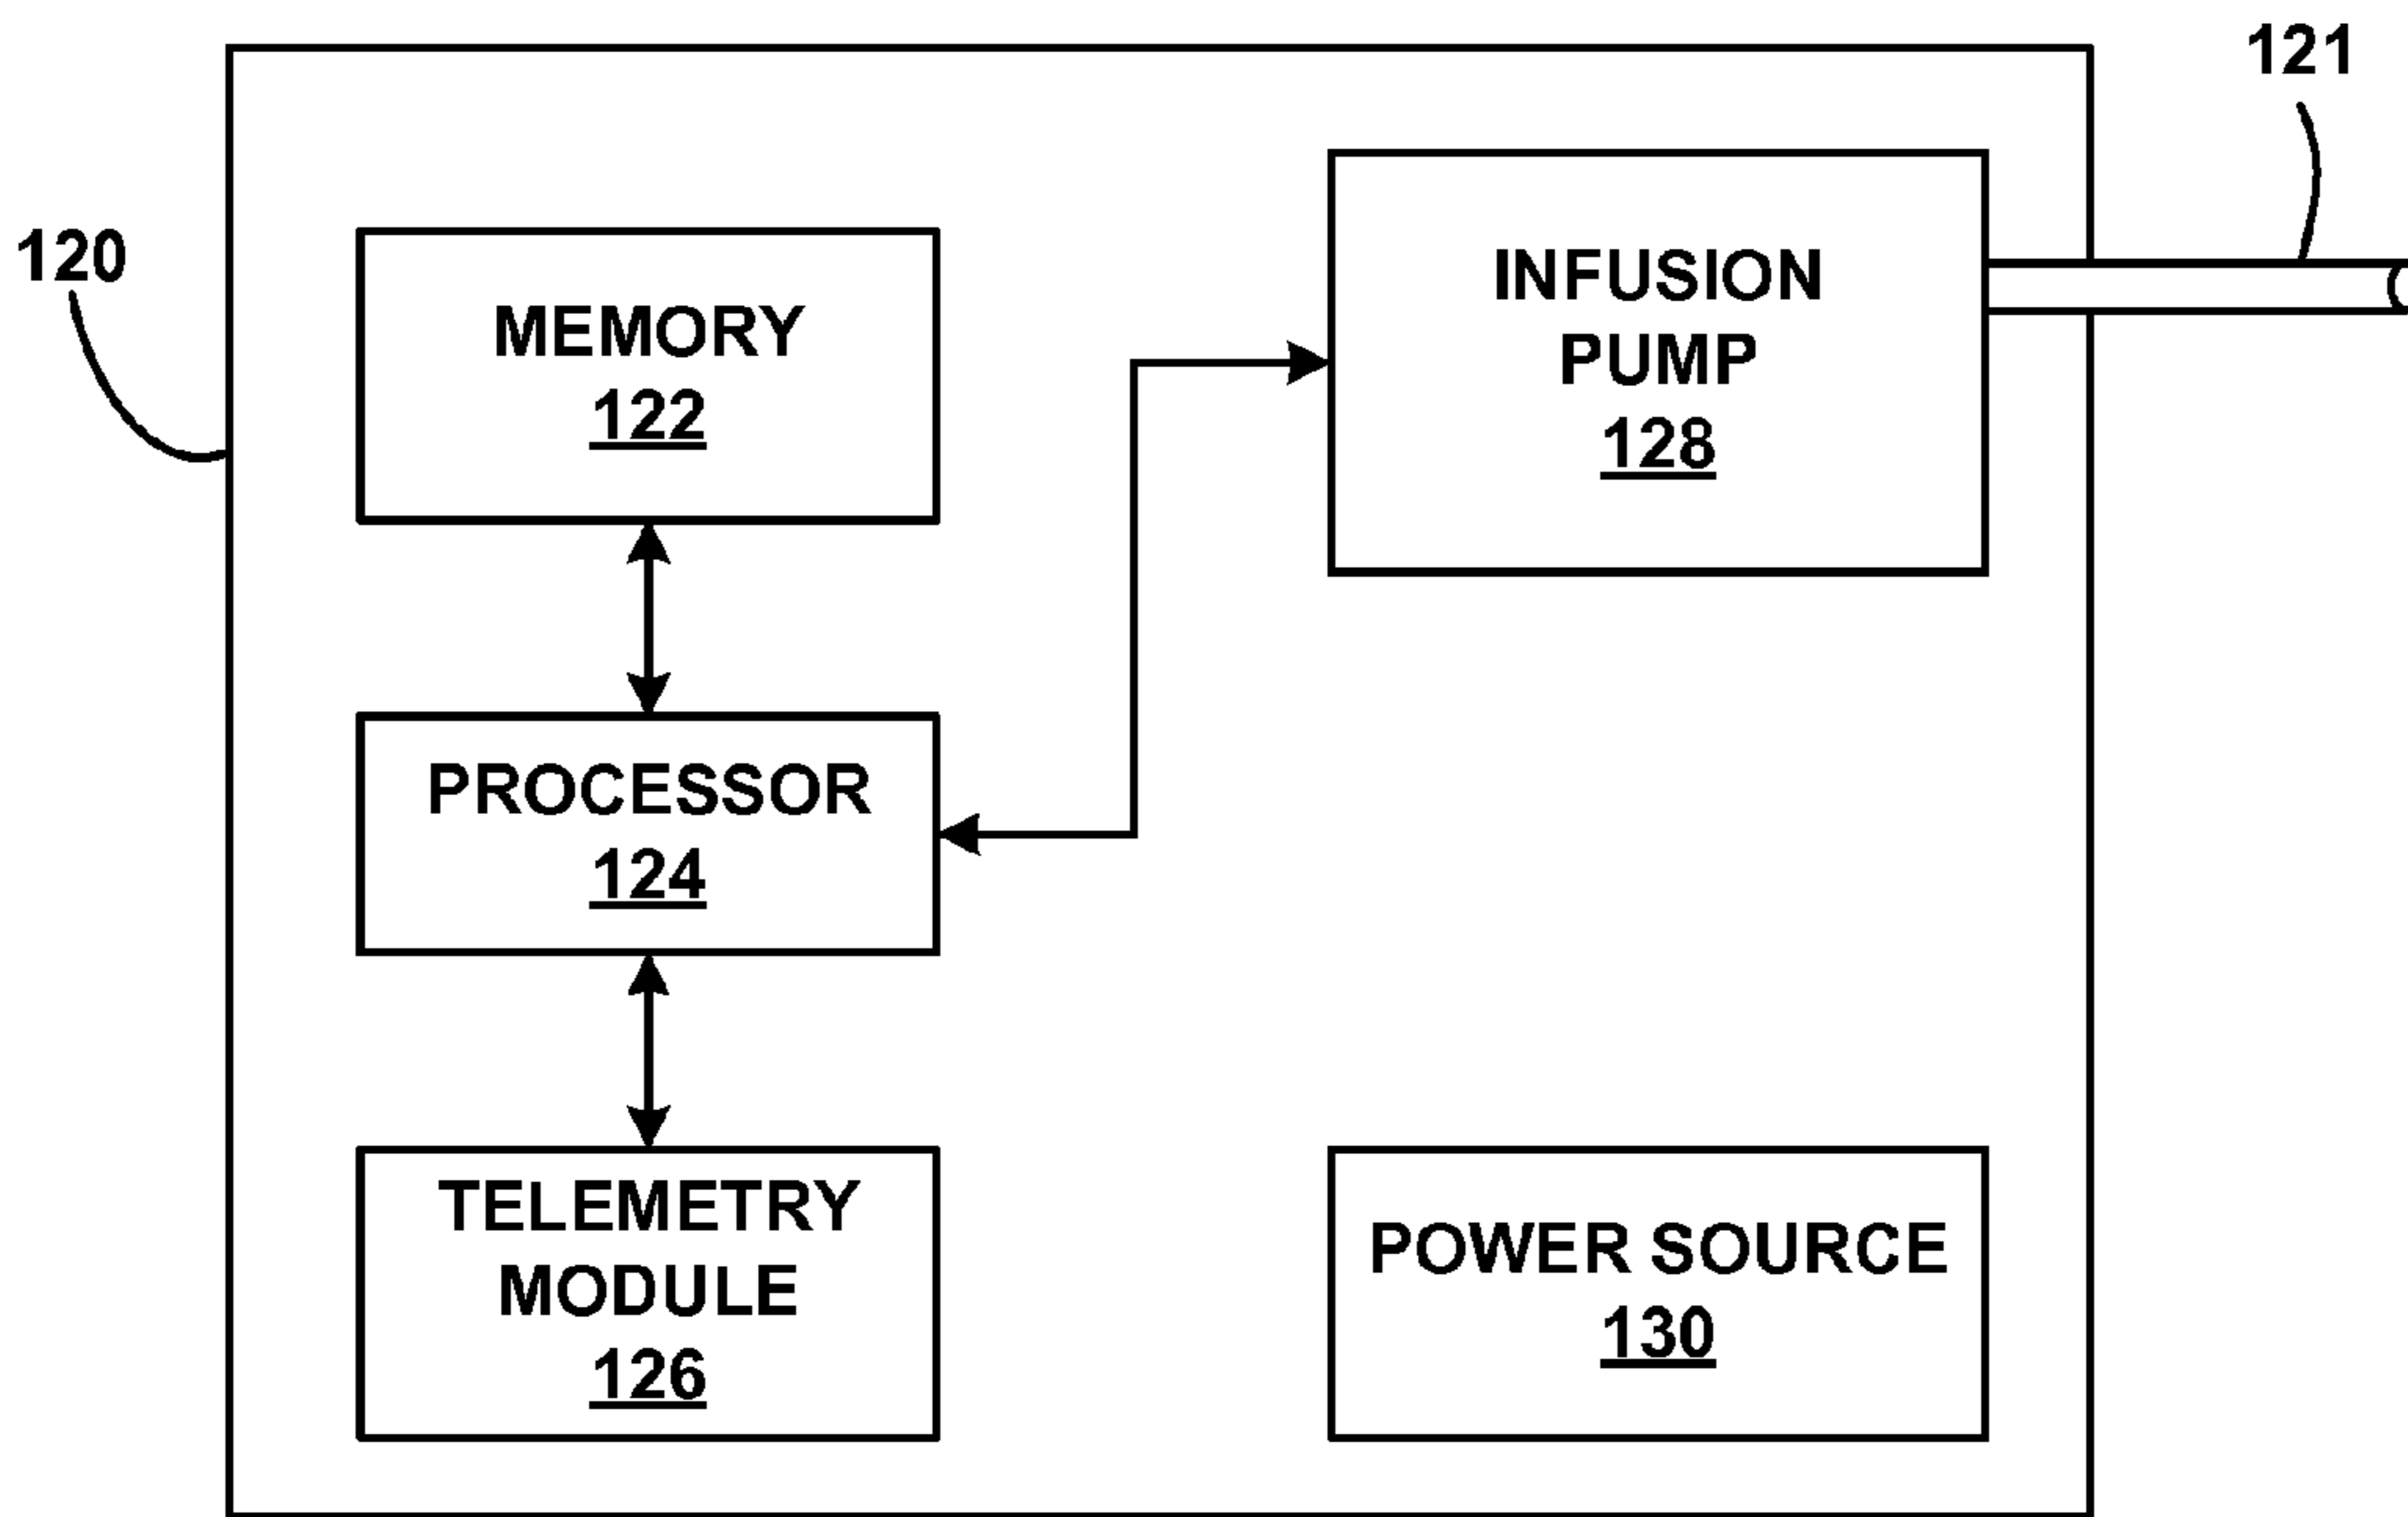 121
120
MEMORY
122
INFUSION
PUMP
128
PROCESSOR
124
TELEMETRY
MODULE
126
POWER SOURCE
130